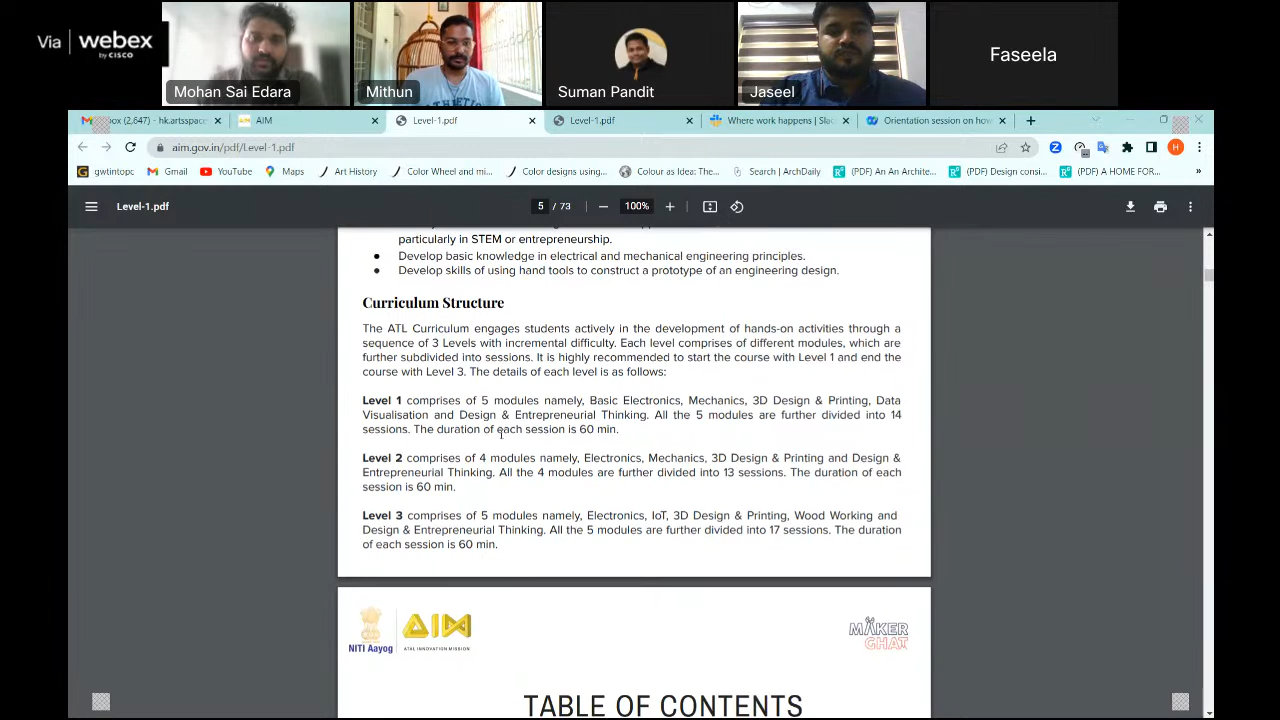 Via webex
by CISCO
Mohan Sai Edara
Mithun
Suman Pandit
Jaseel
Faseela
box (2,647) - hk.artsspace
AIM
Level-1.pdf
Level-1.pdf
Where work happens | Slac
Orientation session on how
aim.gov.in/pdf/Level-1.pdf
H
gwtintopc
Gmail
YouTube
Maps
Art History
Color Wheel and mi...
Color designs using...
Colour as Idea: The...
Search | ArchDaily
(PDF) An An Archite...
(PDF) Design consi...
(PDF) A HOME FOR...
»
Level-1.pdf
5 / 73
100%
particularly in STEM or entrepreneurship.
● Develop basic knowledge in electrical and mechanical engineering principles.
● Develop skills of using hand tools to construct a prototype of an engineering design.
Curriculum Structure
The ATL Curriculum engages students actively in the development of hands-on activities through a
sequence of 3 Levels with incremental difficulty. Each level comprises of different modules, which are
further subdivided into sessions. It is highly recommended to start the course with Level 1 and end the
course with Level 3. The details of each level is as follows:
Level 1 comprises of 5 modules namely, Basic Electronics, Mechanics, 3D Design & Printing, Data
Visualisation and Design & Entrepreneurial Thinking. All the 5 modules are further divided into 14
sessions. The duration of each session is 60 min.
Level 2 comprises of 4 modules namely, Electronics, Mechanics, 3D Design & Printing and Design &
Entrepreneurial Thinking. All the 4 modules are further divided into 13 sessions. The duration of each
session is 60 min.
Level 3 comprises of 5 modules namely, Electronics, IoT, 3D Design & Printing, Wood Working and
Design & Entrepreneurial Thinking. All the 5 modules are further divided into 17 sessions. The duration
of each session is 60 min.
NITI Aayog
AIM
ATAL INNOVATION MISSION
MAKER
GHAT
TABLE OF CONTENTS